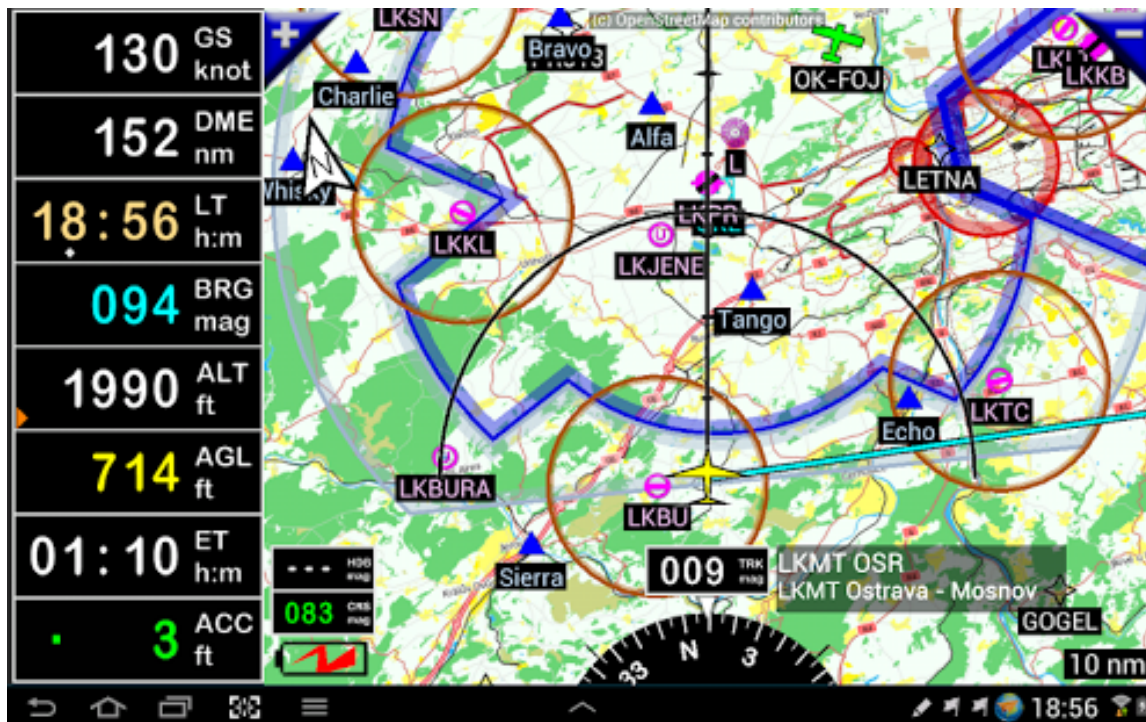 130 GS knot
152 DME nm
18:56 LT h:m
094 BRG mag
1990 ALT ft
714 AGL ft
01:10 ET h:m
3 ACC ft
+
(c) OpenStreetMap contributors
−
LKSN
Bravo
OK-FOJ
LKKB
Charlie
N
Alfa
L
LETNA
Whisky
LKPR
LKKL
LKJENE
Tango
LKTC
Echo
LKBURA
LKBU
Sierra
--- HDG mag
083 CRS mag
009 TRK mag
LKMT OSR
LKMT Ostrava - Mosnov
GOGEL
33 N 3
10 nm
18:56